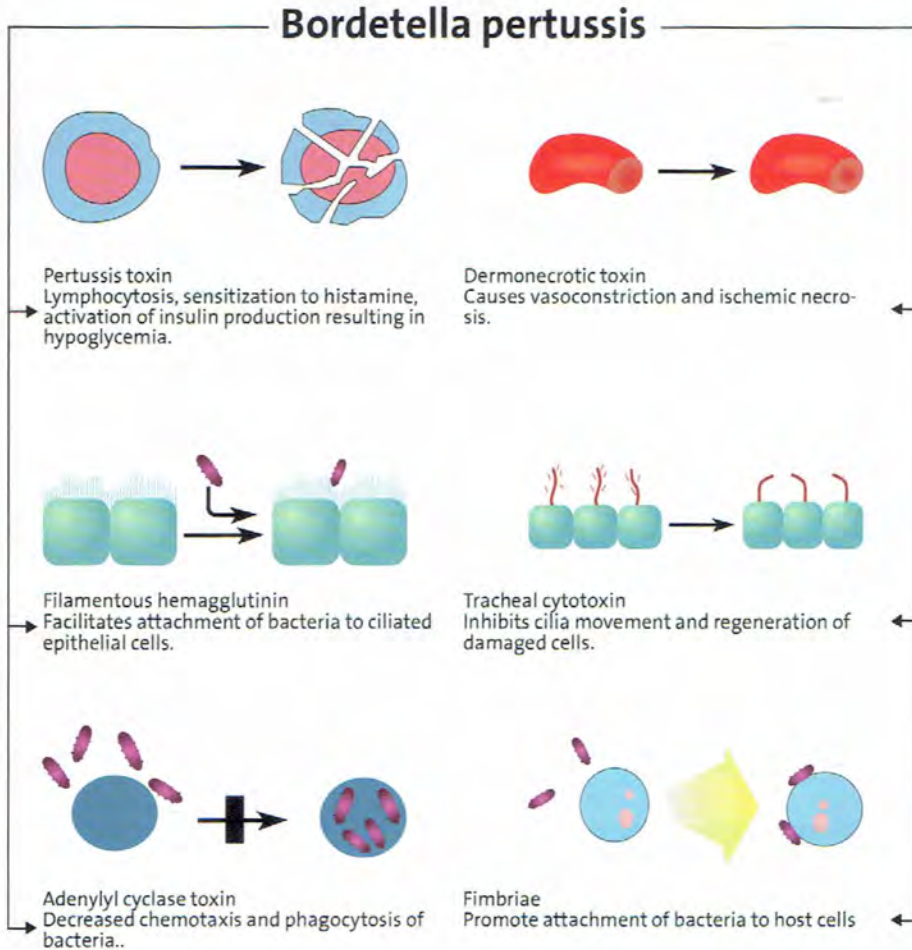 Bordetella pertussis
Pertussis toxin
Lymphocytosis, sensitization to histamine,
activation of insulin production resulting in
hypoglycemia.
Dermonecrotic toxin
Causes vasoconstriction and ischemic necro-
sis.
Filamentous hemagglutinin
Facilitates attachment of bacteria to ciliated
epithelial cells.
Tracheal cytotoxin
Inhibits cilia movement and regeneration of
damaged cells.
Adenylyl cyclase toxin
Decreased chemotaxis and phagocytosis of
bacteria..
Fimbriae
Promote attachment of bacteria to host cells